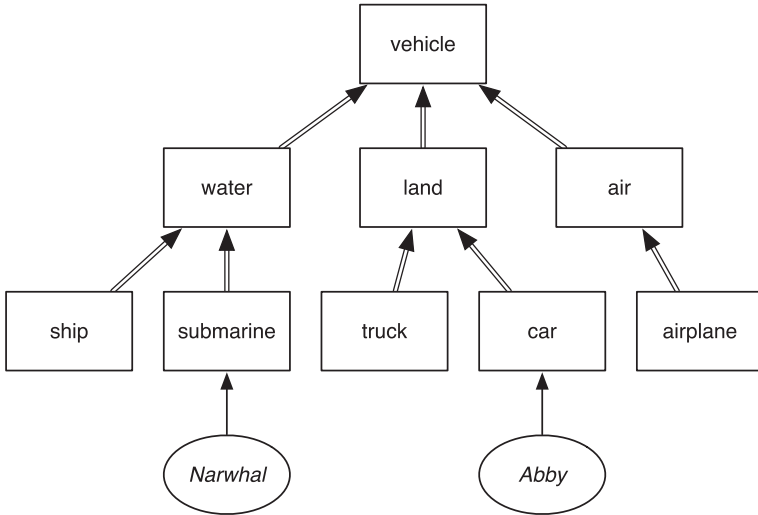 vehicle
water
land
air
ship
submarine
truck
car
airplane
Narwhal
Abby